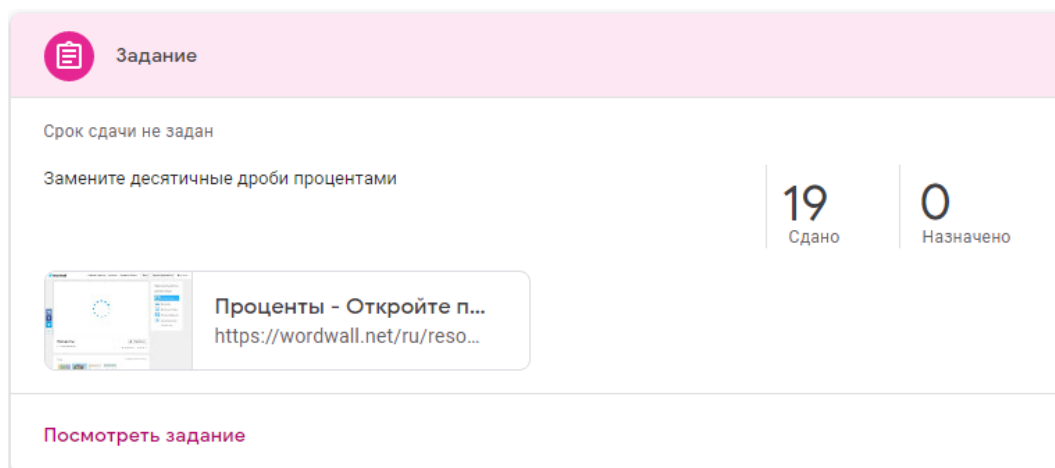 Задание
Срок сдачи не задан
Замените десятичные дроби процентами
19
Сдано
0
Назначено
Проценты - Откройте п...
https://wordwall.net/ru/reso...
Посмотреть задание